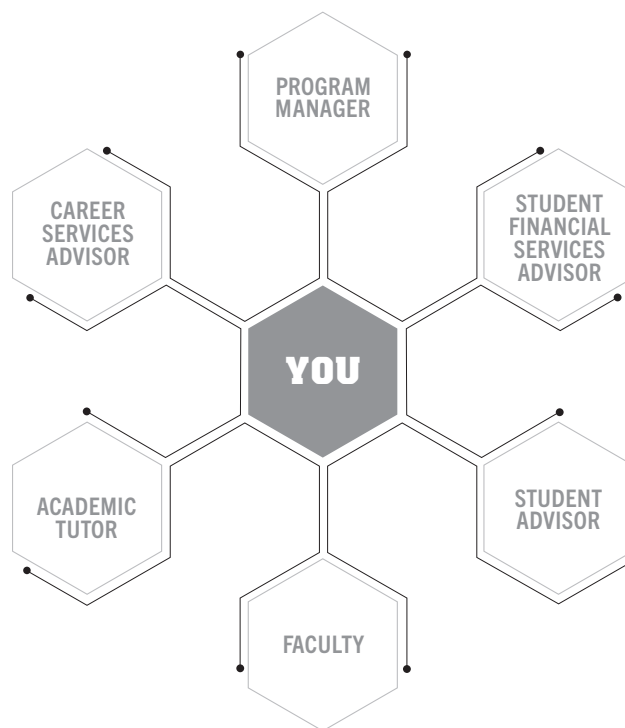 PROGRAM
MANAGER
CAREER
SERVICES
ADVISOR
STUDENT
FINANCIAL
SERVICES
ADVISOR
YOU
ACADEMIC
TUTOR
STUDENT
ADVISOR
FACULTY